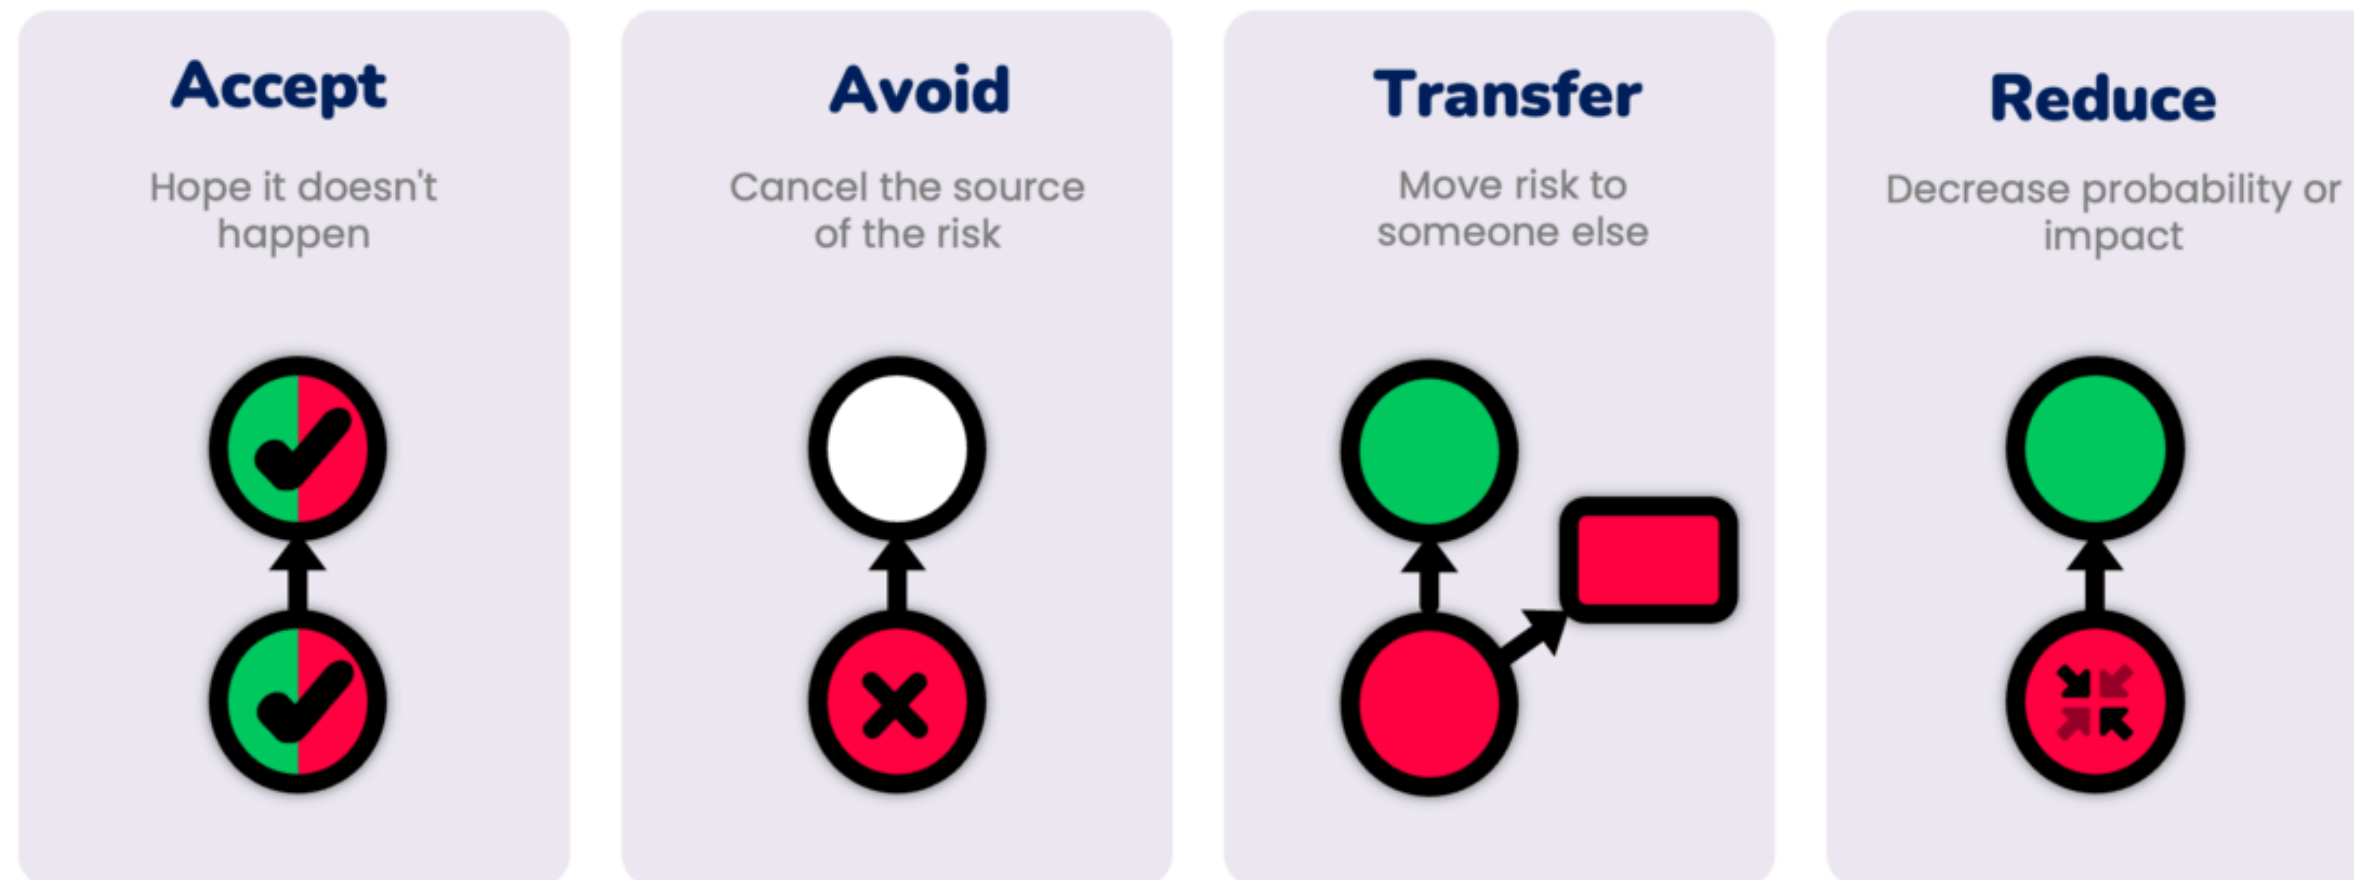 Accept
Hope it doesn't
happen
Avoid
Cancel the source
of the risk
Transfer
Move risk to
someone else
Reduce
Decrease probability or
impact